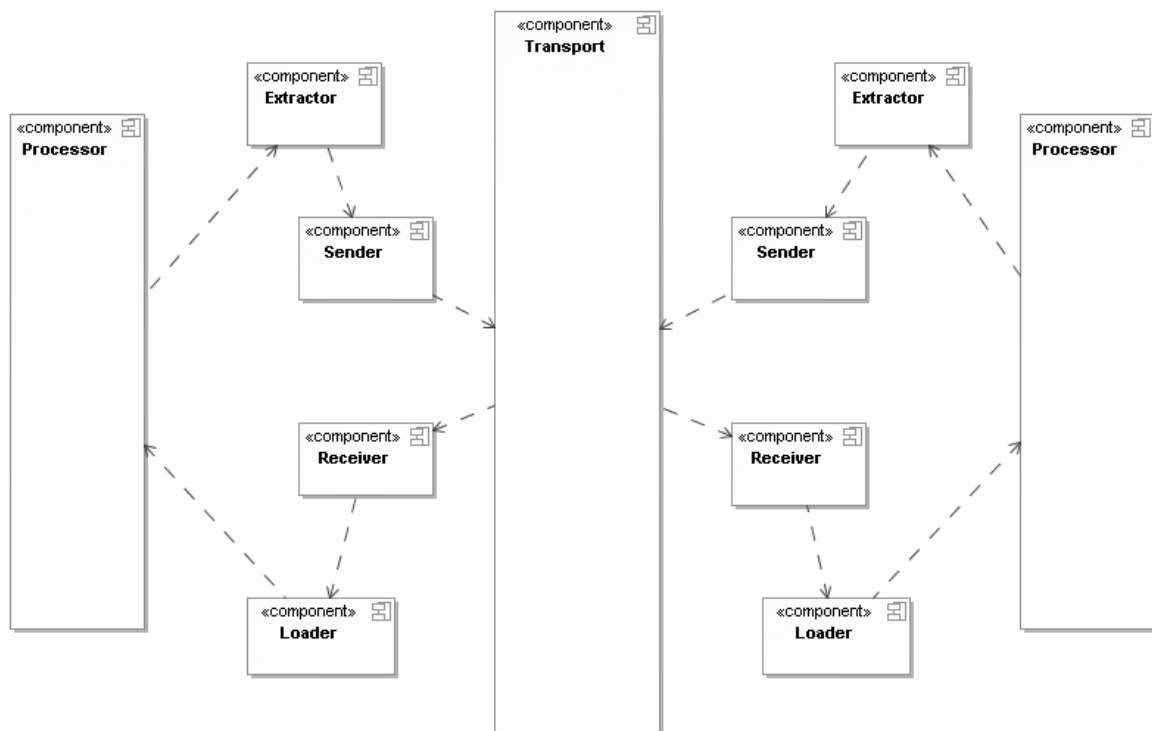 «component»
Transport
«component»
Extractor
«component»
Extractor
«component»
Processor
«component»
Processor
«component»
Sender
«component»
Sender
«component»
Receiver
«component»
Receiver
«component»
Loader
«component»
Loader